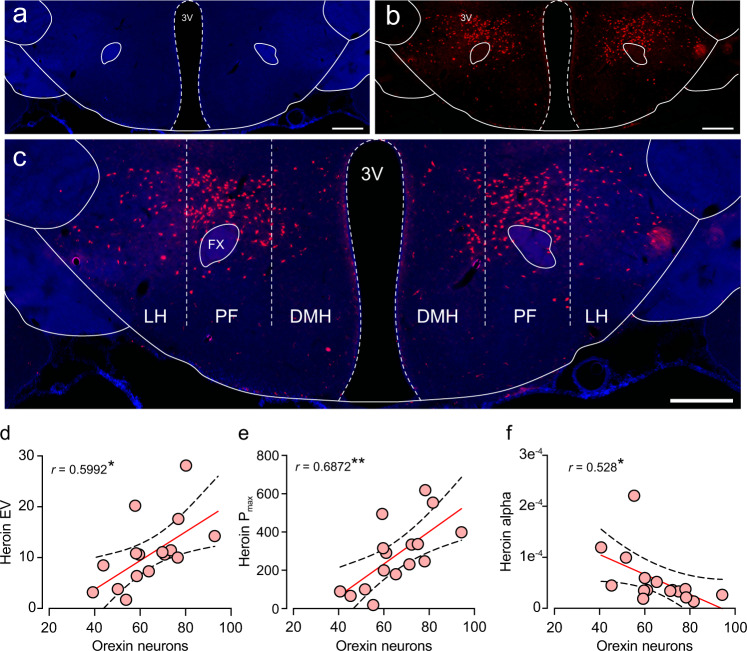 a
3V
b
3V
c
3V
FX
LH
PF
DMH
DMH
PF
LH
d
30
20
10
0
20
40
60
80
100
r = 0.5992*
Heroin EV
Orexin neurons
e
800
600
400
200
0
20
40
60
80
100
r = 0.6872**
Heroin Pmax
Orexin neurons
f
3e-4
2e-4
1e-4
0
20
40
60
80
100
r = 0.528*
Heroin alpha
Orexin neurons